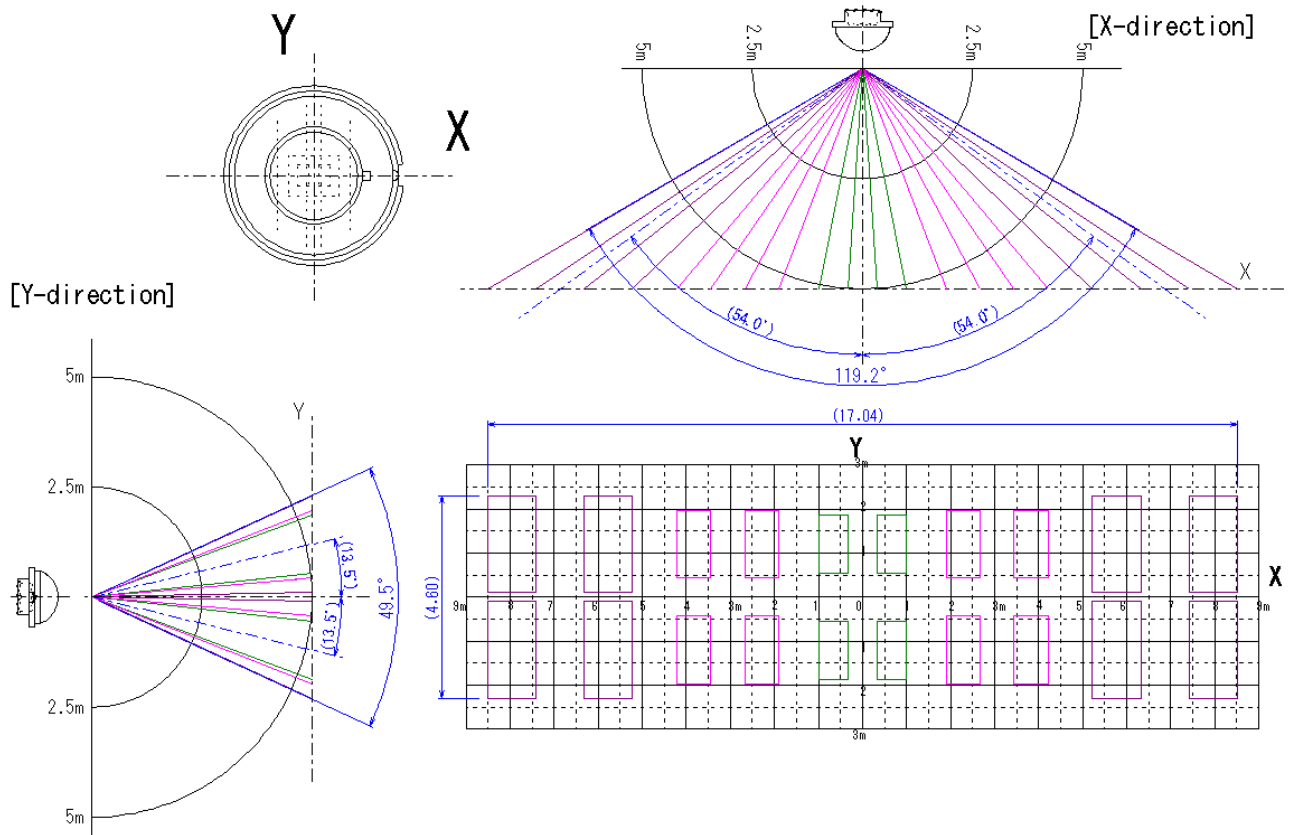 Y
X
[X-direction]
5m
2.5m
2.5m
5m
X
(54.0°)
(54.0°)
119.2°
[Y-direction]
5m
2.5m
2.5m
5m
Y
(13.5°)
(13.5°)
49.5°
(17.04)
(4.60)
Y
3m
2
1
9m
8
7
6
5
4
3m
2
1
0
1
2
3m
4
5
6
7
8
9m
X
1
2
3m